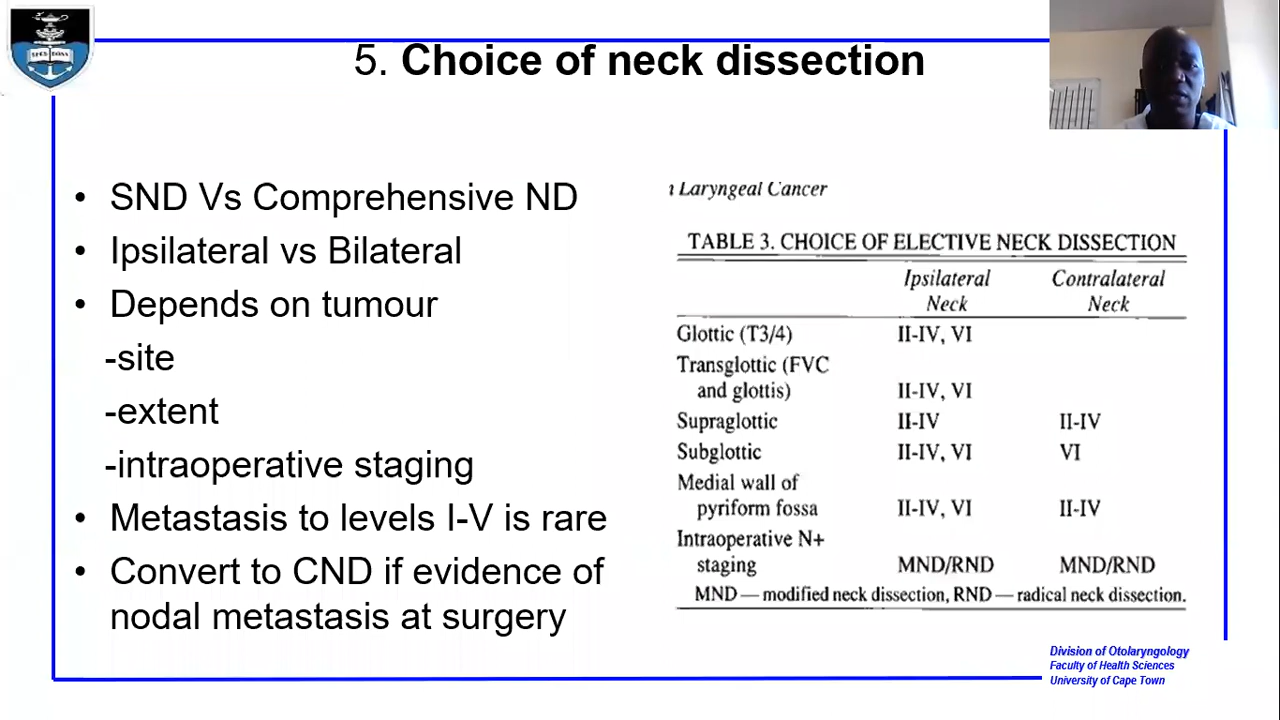 5. Choice of neck dissection
• SND Vs Comprehensive ND
• Ipsilateral vs Bilateral
• Depends on tumour
-site
-extent
-intraoperative staging
• Metastasis to levels I-V is rare
• Convert to CND if evidence of
nodal metastasis at surgery
Laryngeal Cancer
TABLE 3. CHOICE OF ELECTIVE NECK DISSECTION
Ipsilateral Contralateral
Neck Neck
Glottic (T3/4) II-IV, VI
Transglottic (FVC
and glottis) II-IV, VI
Supraglottic II-IV II-IV
Subglottic II-IV, VI VI
Medial wall of
pyriform fossa II-IV, VI II-IV
Intraoperative N+
staging MND/RND MND/RND
MND — modified neck dissection, RND — radical neck dissection.
Division of Otolaryngology
Faculty of Health Sciences
University of Cape Town